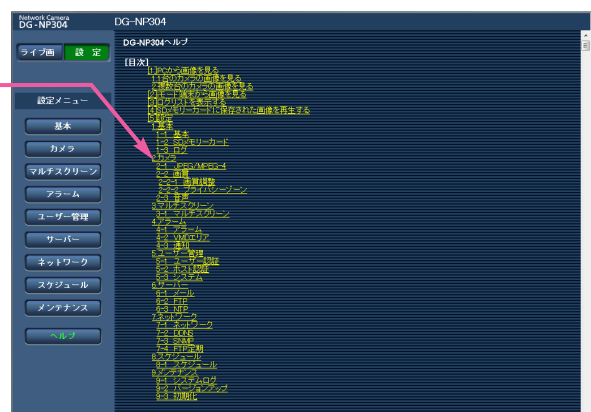 Network Camera
DG-NP304
DG-NP304
ライブ画
設 定
設定メニュー
基本
カメラ
マルチスクリーン
アラーム
ユーザー管理
サーバー
ネットワーク
スケジュール
メンテナンス
ヘルプ
DG-NP304ヘルプ
[目次]
[1]PCから画像を見る
1.1台のカメラの画像を見る
2.複数台のカメラの画像を見る
[2]モード端末から画像を見る
[3]ログリストを表示する
[4]SDメモリーカードに保存された画像を再生する
[5]設定
1.基本
1-1 基本
1-2 SDメモリーカード
1-3 ログ
2.カメラ
2-1 JPEG/MPEG-4
2-2 画質
2-2-1 画質調整
2-2-2 プライバシーゾーン
2-3 音声
3.マルチスクリーン
3-1 マルチスクリーン
4.アラーム
4-1 アラーム
4-2 VMDエリア
4-3 通知
5.ユーザー管理
5-1 ユーザー認証
5-2 ホスト認証
5-3 システム
6.サーバー
6-1 メール
6-2 FTP
6-3 NTP
7.ネットワーク
7-1 ネットワーク
7-2 DDNS
7-3 SNMP
7-4 FTP定期
8.スケジュール
8-1 スケジュール
9.メンテナンス
9-1 システムログ
9-2 バージョンアップ
9-3 初期化